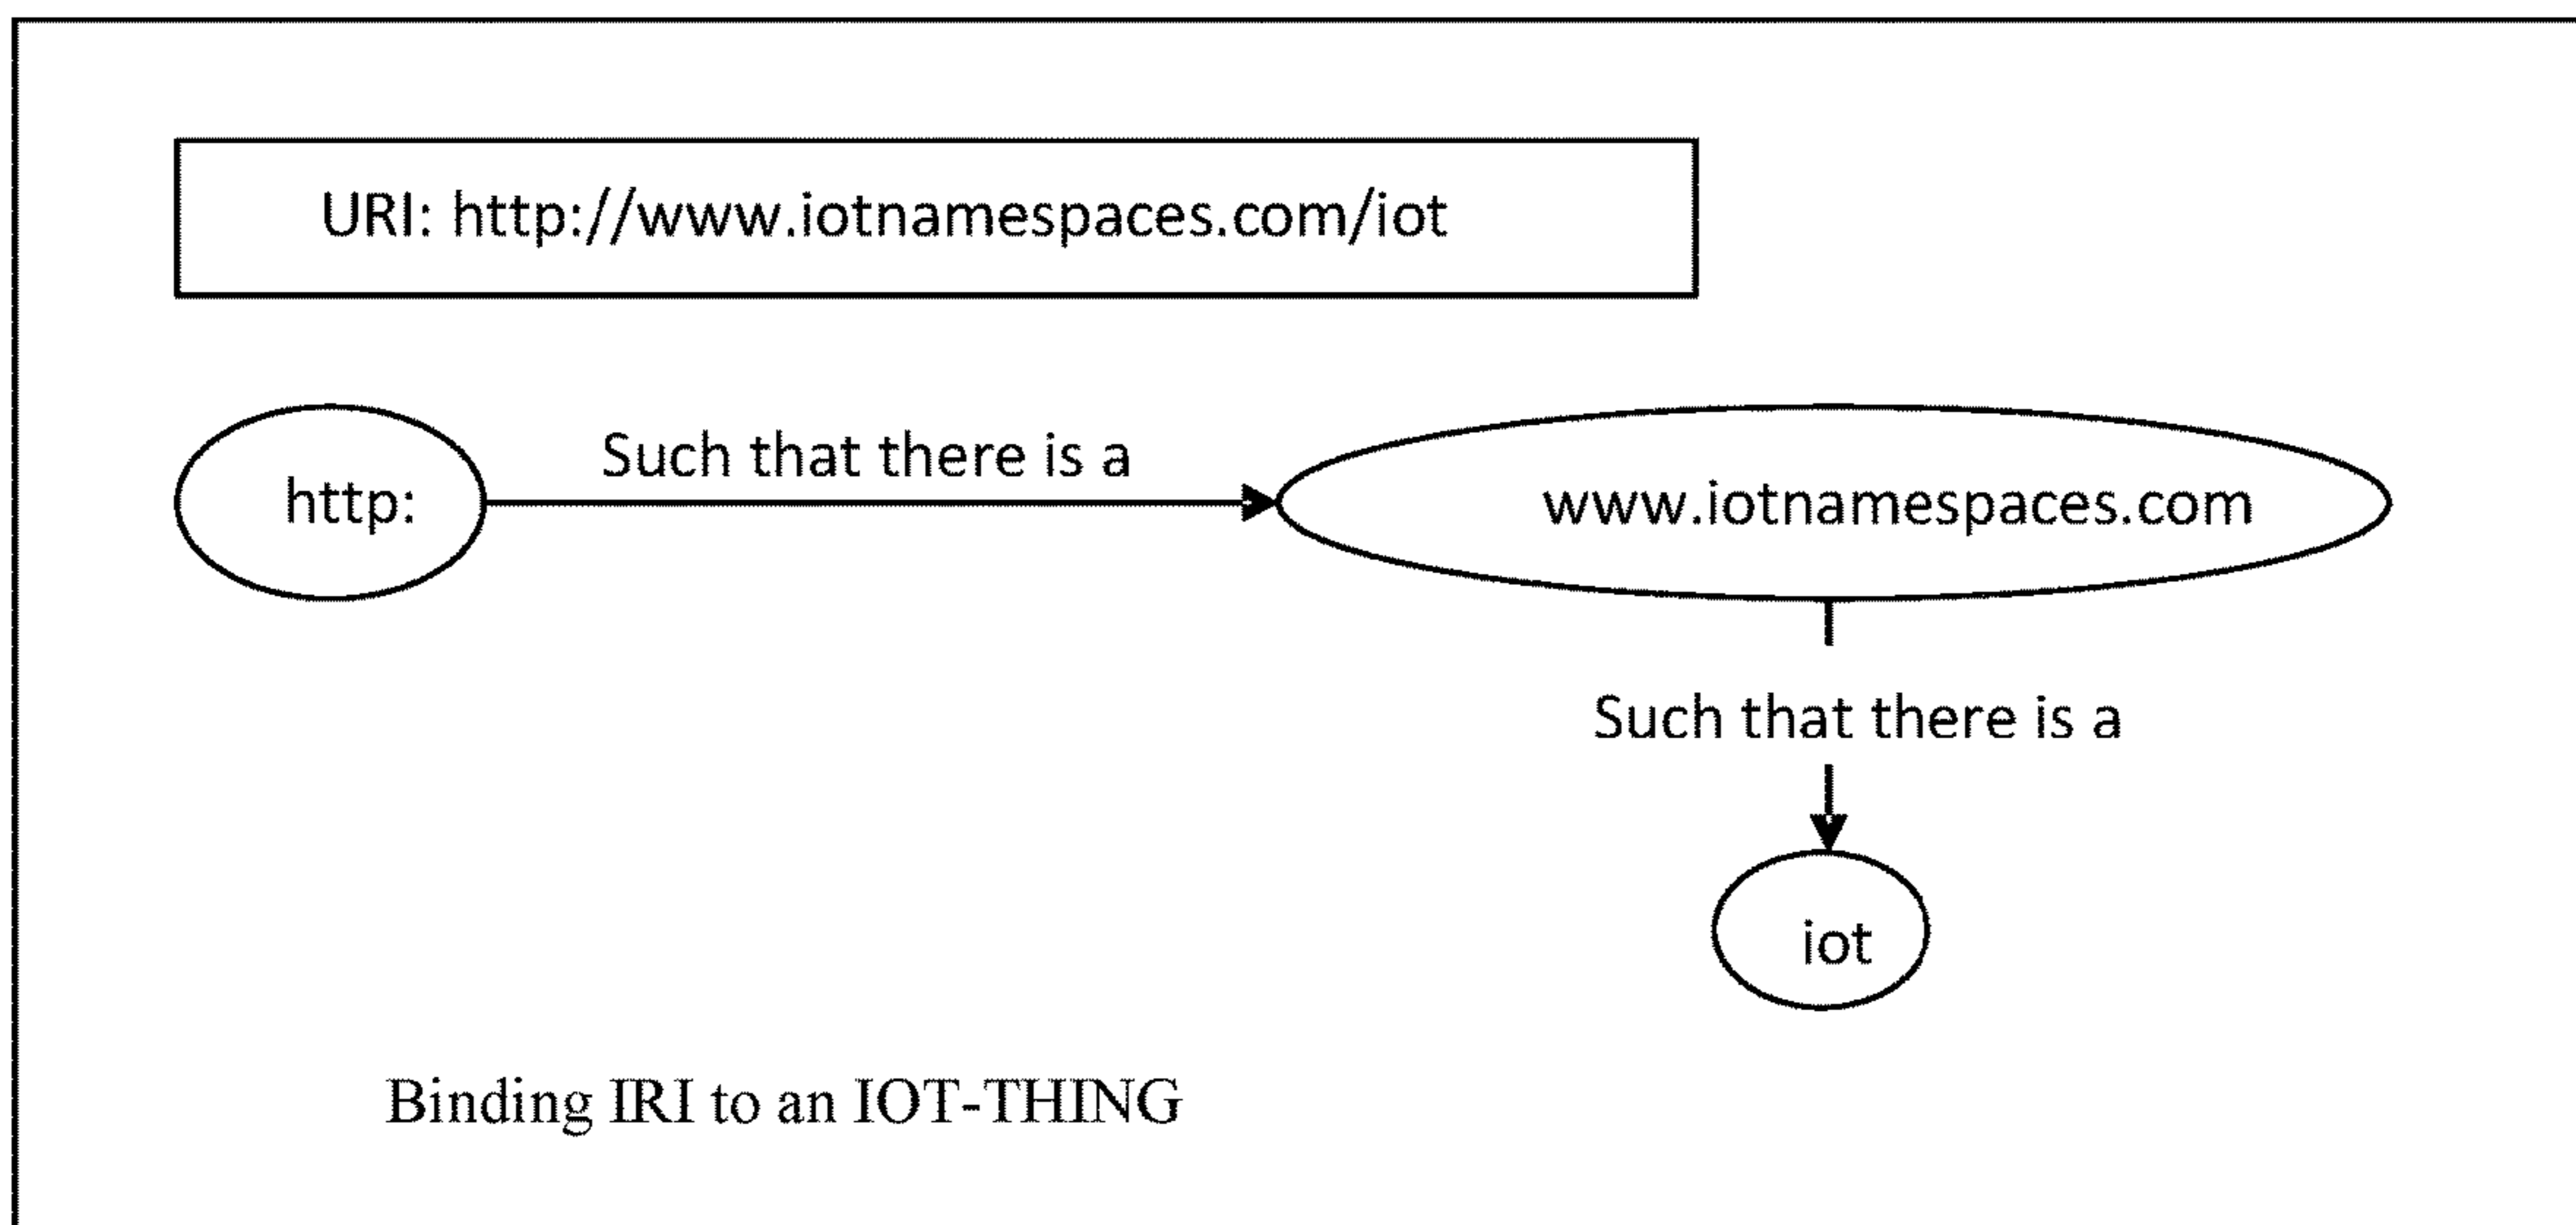 URI: http://www.iotnamespaces.com/iot
Such that there is a
http:
www.iotnamespaces.com
Such that there is a
iot
Binding IRI to an IOT-THING